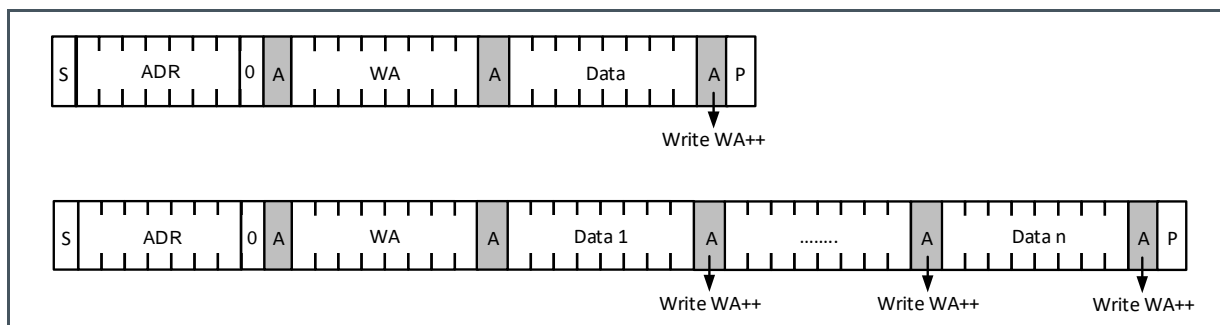 S ADR 0 A WA A Data A P
Write WA++
S ADR 0 A WA A Data 1 A ........ A Data n A P
Write WA++ Write WA++ Write WA++